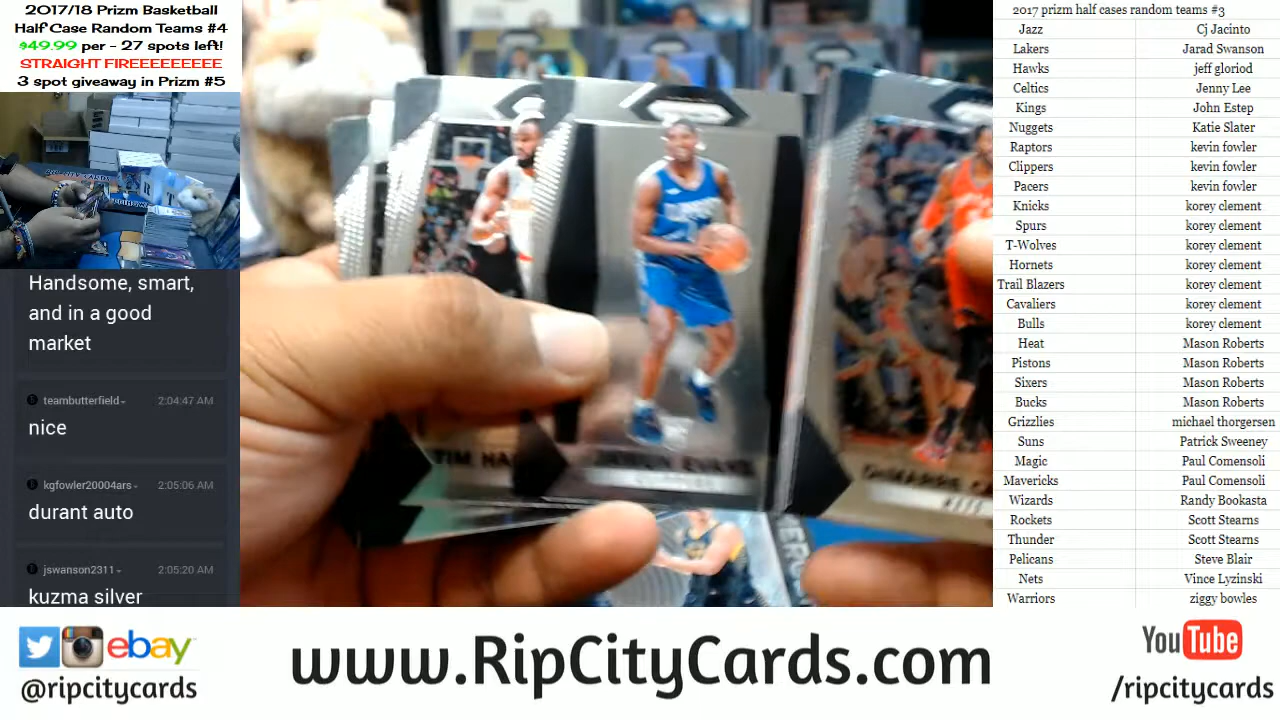 2017/18 Prizm Basketball
Half Case Random Teams #4
$49.99 per - 27 spots left!
STRAIGHT FIREEEEEEEEE
3 spot giveaway in Prizm #5
Handsome, smart,
and in a good
market
teambutterfield
2:04:47 AM
nice
kgfowler20004ars
2:05:06 AM
durant auto
jswanson2311
2:05:20 AM
kuzma silver
TIM HA
EVANS
DEMARRE CA
2017 prizm half cases random teams #3
Jazz Cj Jacinto
Lakers Jarad Swanson
Hawks jeff gloriod
Celtics Jenny Lee
Kings John Estep
Nuggets Katie Slater
Raptors kevin fowler
Clippers kevin fowler
Pacers kevin fowler
Knicks korey clement
Spurs korey clement
T-Wolves korey clement
Hornets korey clement
Trail Blazers korey clement
Cavaliers korey clement
Bulls korey clement
Heat Mason Roberts
Pistons Mason Roberts
Sixers Mason Roberts
Bucks Mason Roberts
Grizzlies michael thorgersen
Suns Patrick Sweeney
Magic Paul Comensoli
Mavericks Paul Comensoli
Wizards Randy Bookasta
Rockets Scott Stearns
Thunder Scott Stearns
Pelicans Steve Blair
Nets Vince Lyzinski
Warriors ziggy bowles
ebay
@ripcitycards
www.RipCityCards.com
YouTube
/ripcitycards